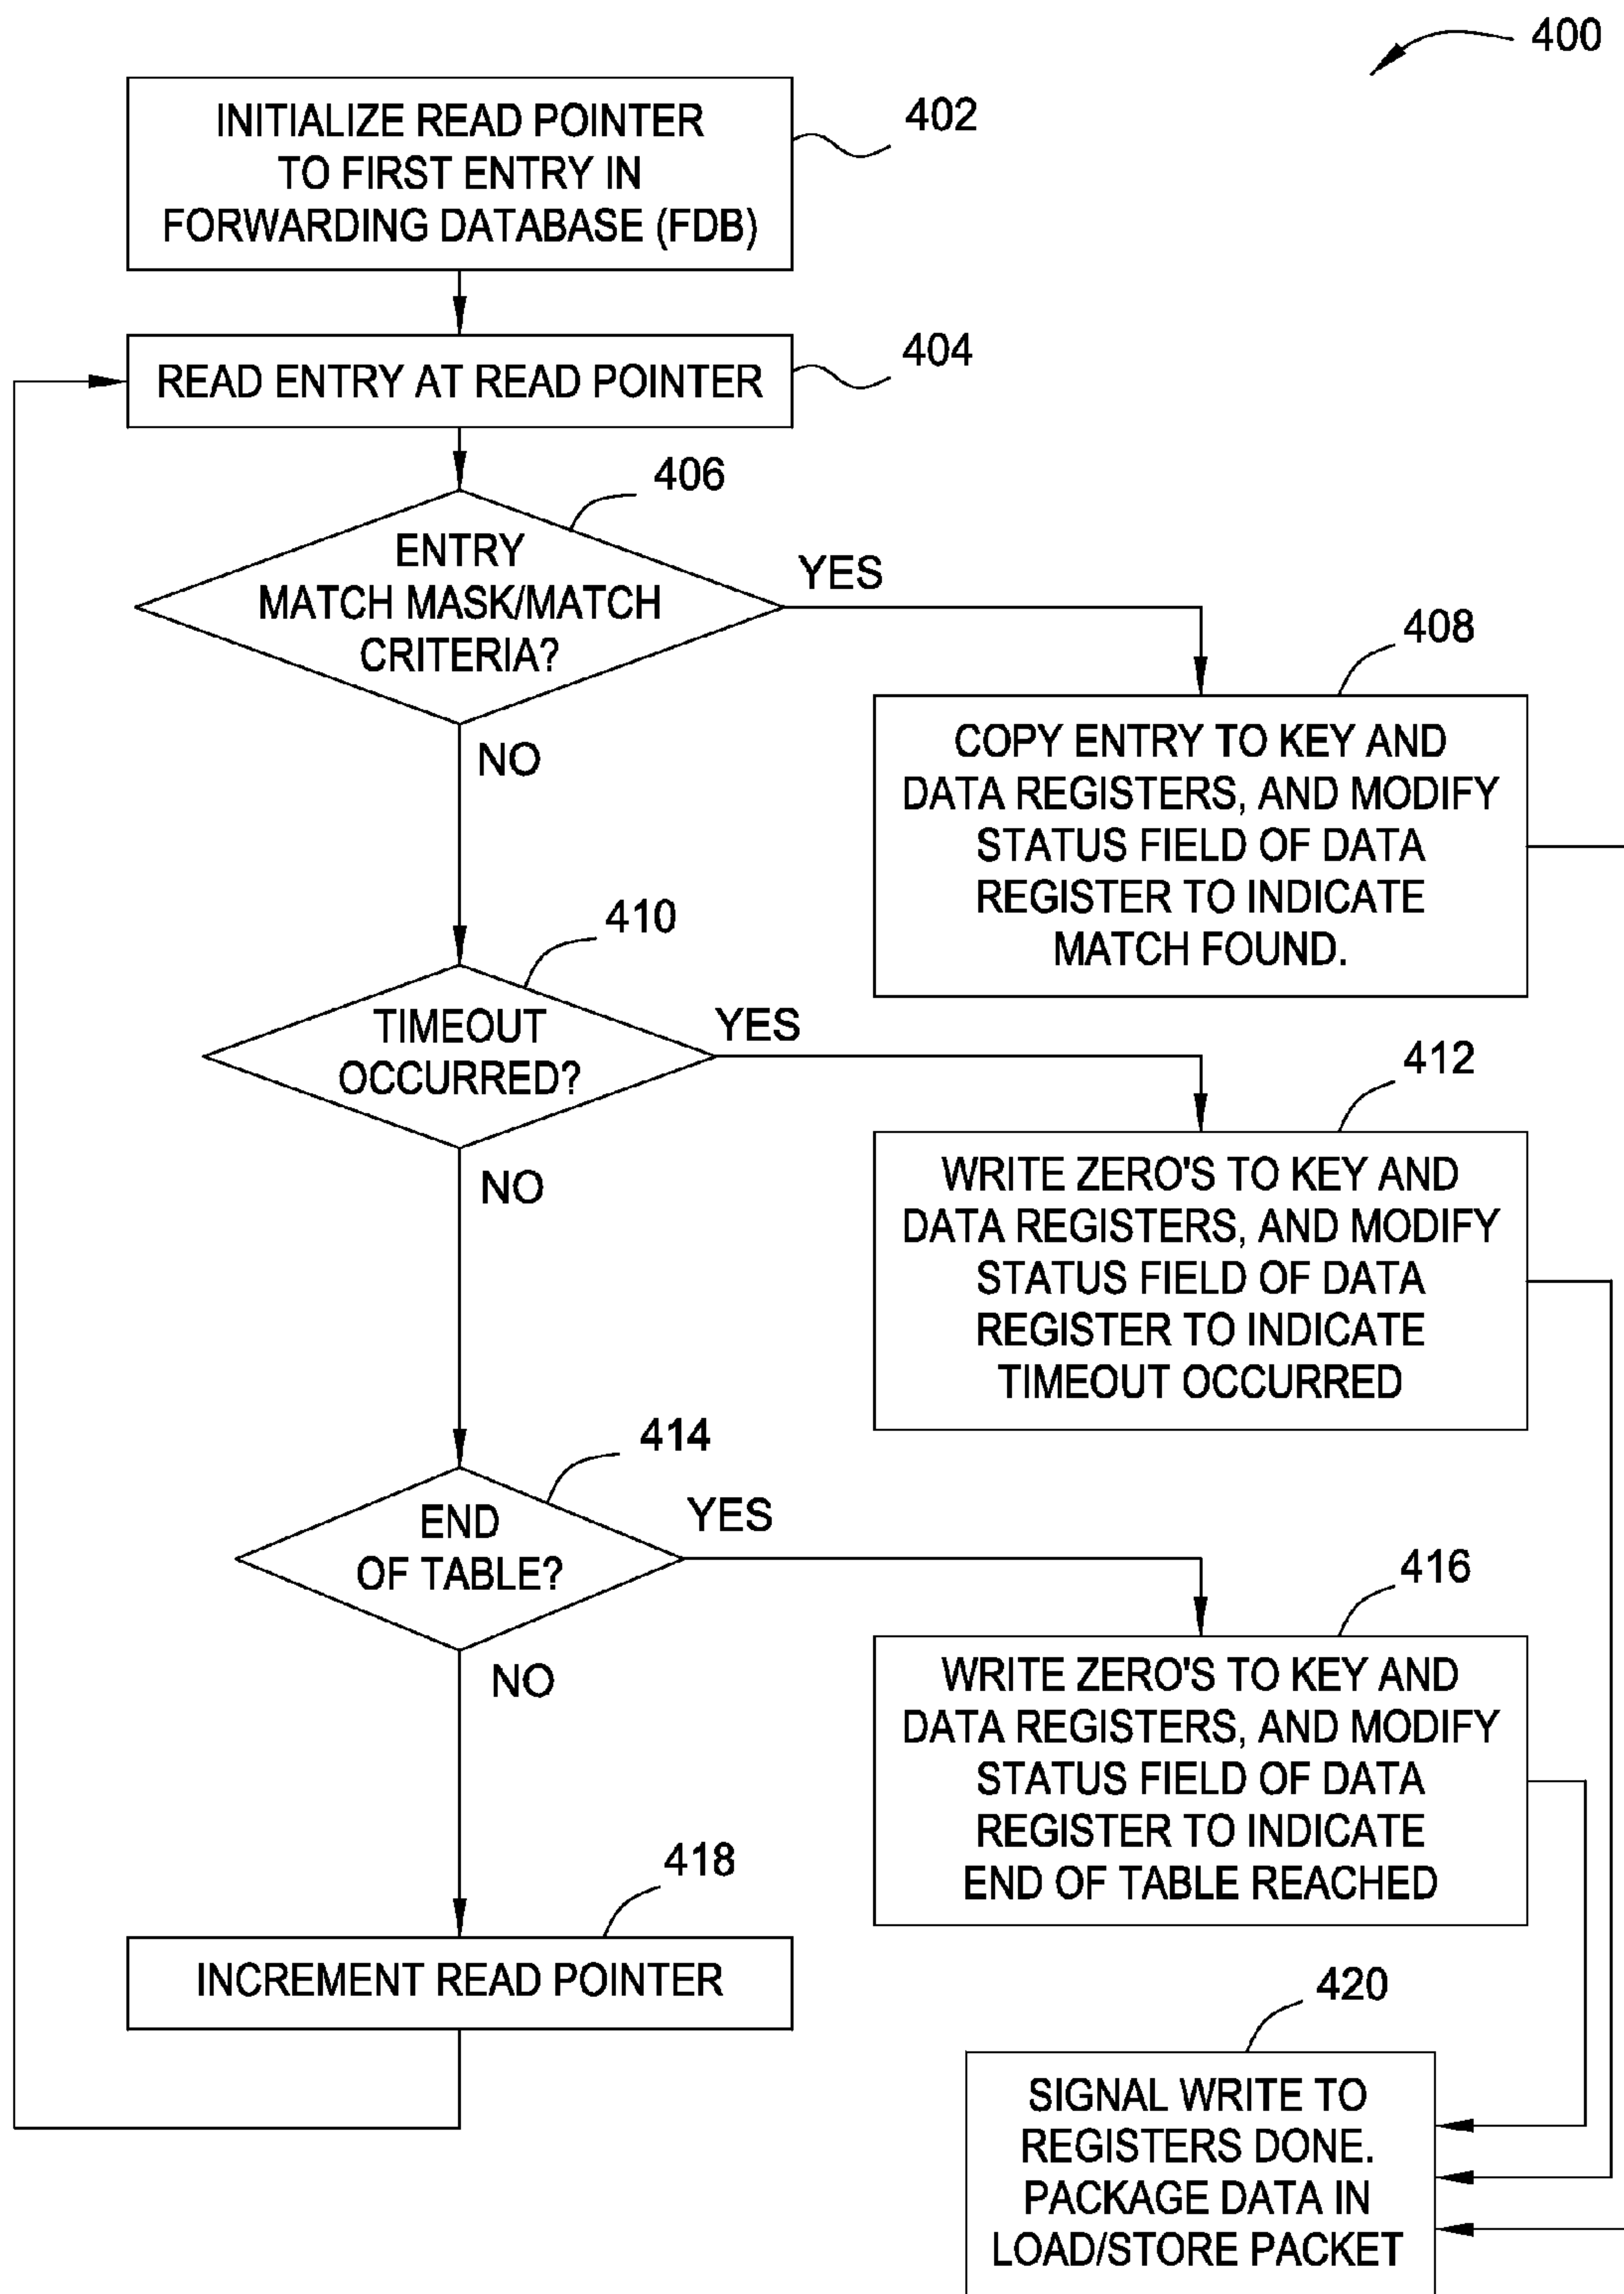 400
INITIALIZE READ POINTER
TO FIRST ENTRY IN
FORWARDING DATABASE (FDB)
402
READ ENTRY AT READ POINTER
404
406
ENTRY
MATCH MASK/MATCH
CRITERIA?
YES
NO
408
COPY ENTRY TO KEY AND
DATA REGISTERS, AND MODIFY
STATUS FIELD OF DATA
REGISTER TO INDICATE
MATCH FOUND.
410
TIMEOUT
OCCURRED?
YES
NO
412
WRITE ZERO'S TO KEY AND
DATA REGISTERS, AND MODIFY
STATUS FIELD OF DATA
REGISTER TO INDICATE
TIMEOUT OCCURRED
414
END
OF TABLE?
YES
NO
416
WRITE ZERO'S TO KEY AND
DATA REGISTERS, AND MODIFY
STATUS FIELD OF DATA
REGISTER TO INDICATE
END OF TABLE REACHED
418
INCREMENT READ POINTER
420
SIGNAL WRITE TO
REGISTERS DONE.
PACKAGE DATA IN
LOAD/STORE PACKET